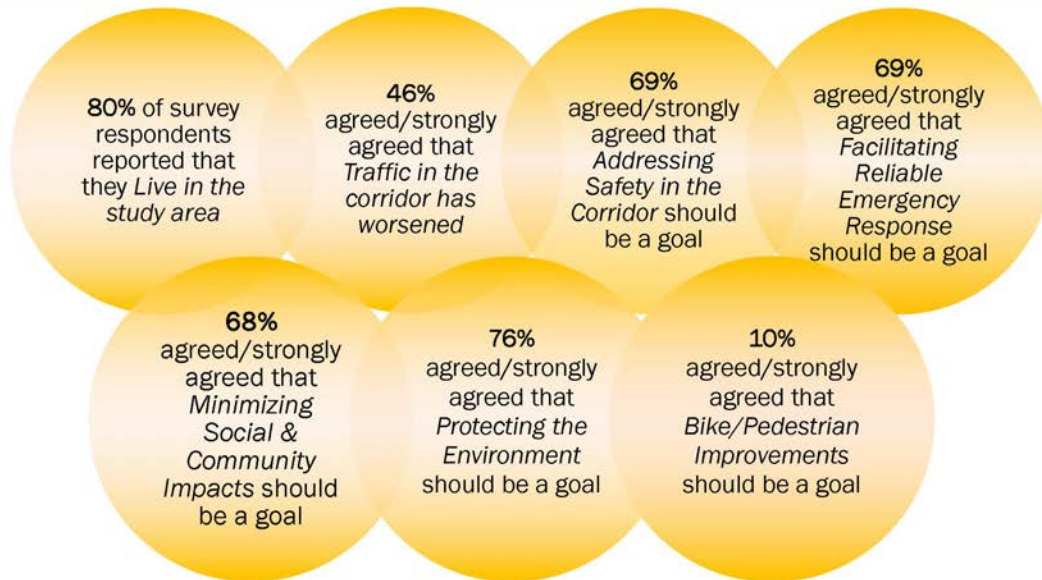 80% of survey
respondents
reported that
they Live in the
study area
46%
agreed/strongly
agreed that
Traffic in the
corridor has
worsened
69%
agreed/strongly
agreed that
Addressing
Safety in the
Corridor should
be a goal
69%
agreed/strongly
agreed that
Facilitating
Reliable
Emergency
Response
should be a goal
68%
agreed/strongly
agreed that
Minimizing
Social &
Community
Impacts should
be a goal
76%
agreed/strongly
agreed that
Protecting the
Environment
should be a goal
10%
agreed/strongly
agreed that
Bike/Pedestrian
Improvements
should be a goal